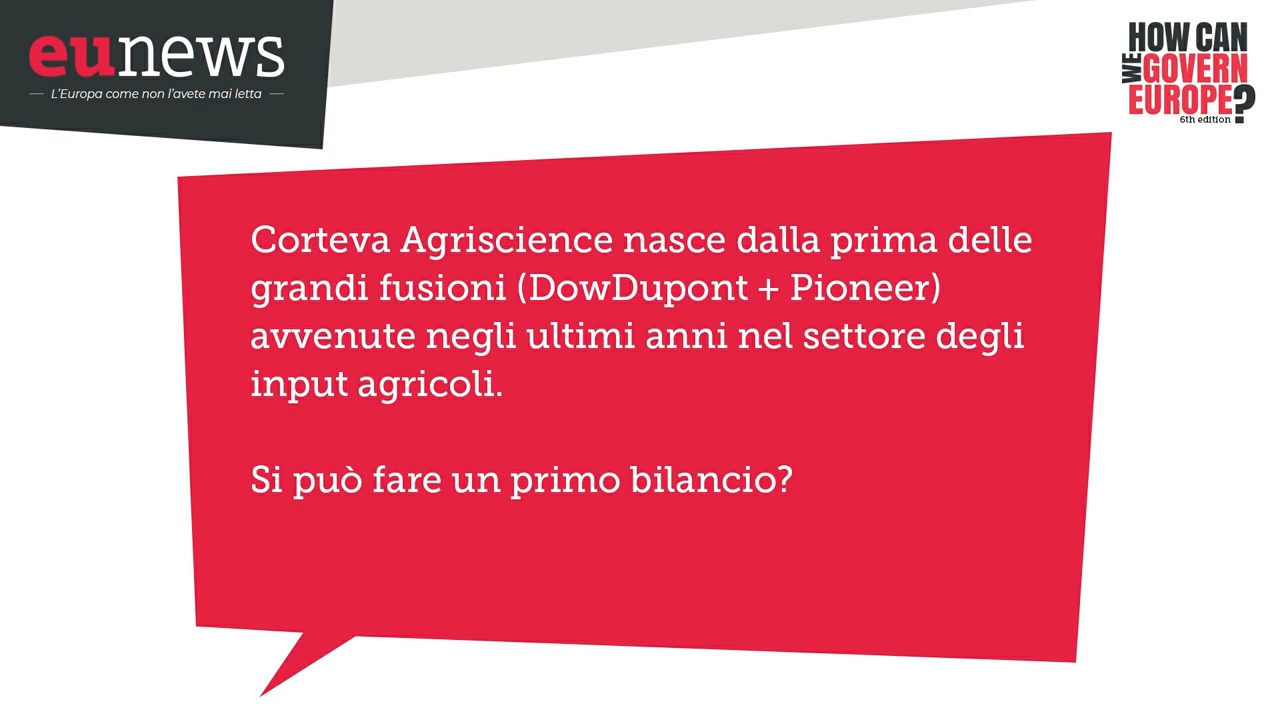 eunews
L'Europa come non l'avete mai letta
HOW CAN
WE GOVERN
EUROPE?
6th edition
Corteva Agriscience nasce dalla prima delle
grandi fusioni (DowDupont + Pioneer)
avvenute negli ultimi anni nel settore degli
input agricoli.
Si può fare un primo bilancio?